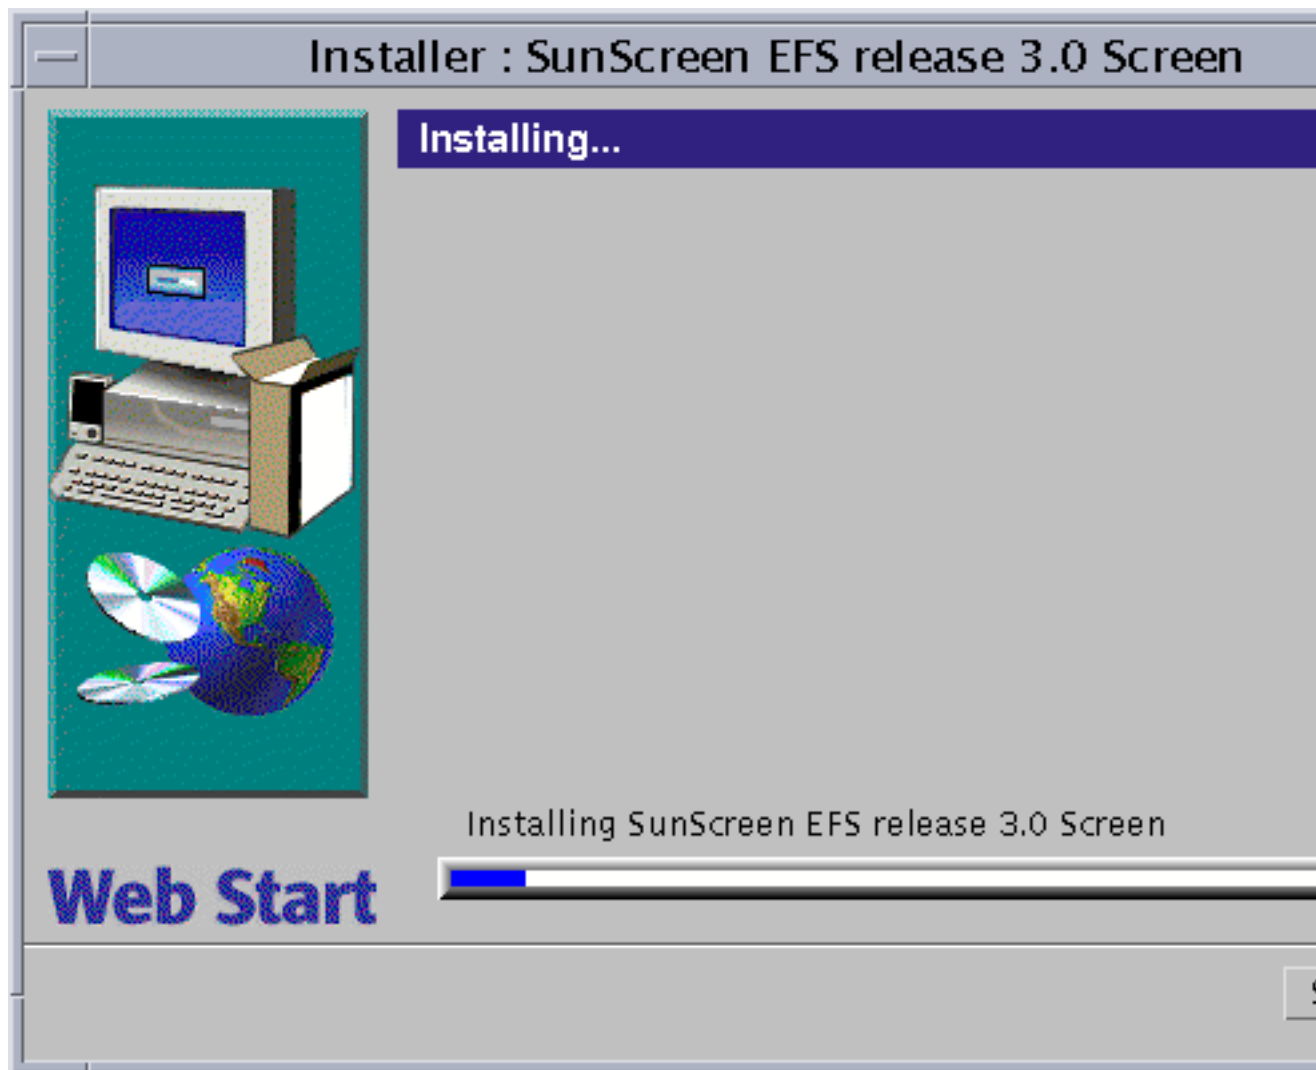 Installer : SunScreen EFS release 3.0 Screen
Installing...
Installing SunScreen EFS release 3.0 Screen
Web Start